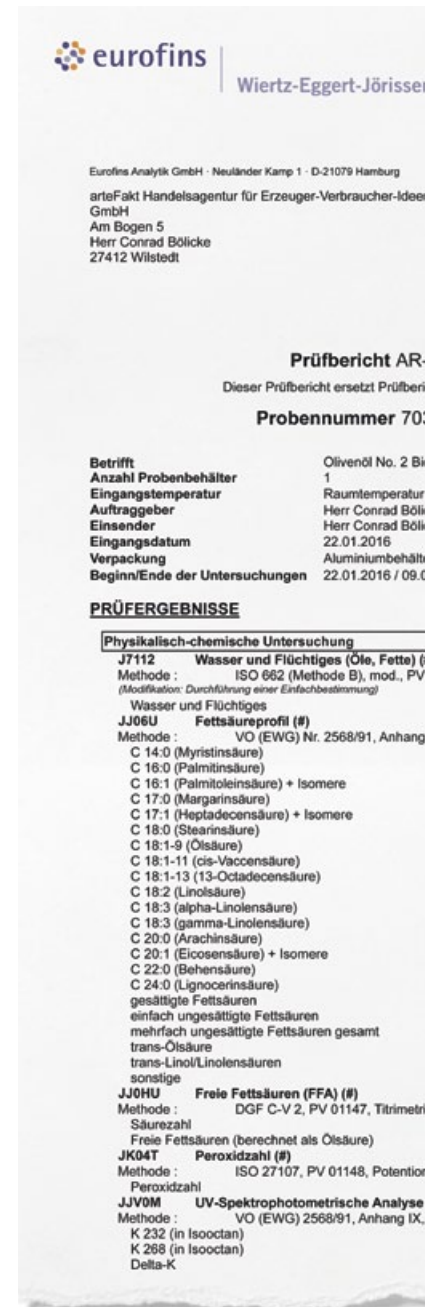 eurofins
Wiertz-Eggert-Jörissen
Eurofins Analytik GmbH · Neuländer Kamp 1 · D-21079 Hamburg
arteFakt Handelsagentur für Erzeuger-Verbraucher-Ideen
GmbH
Am Bogen 5
Herr Conrad Bölicke
27412 Wilstedt
Prüfbericht AR-
Dieser Prüfbericht ersetzt Prüfberi
Probennummer 703
Betrifft Olivenöl No. 2 Bi
Anzahl Probenbehälter 1
Eingangstemperatur Raumtemperatur
Auftraggeber Herr Conrad Böli
Einsender Herr Conrad Böli
Eingangsdatum 22.01.2016
Verpackung Aluminiumbehälte
Beginn/Ende der Untersuchungen 22.01.2016 / 09.0
PRÜFERGEBNISSE
Physikalisch-chemische Untersuchung
J7112 Wasser und Flüchtiges (Öle, Fette) (
Methode : ISO 662 (Methode B), mod., PV
(Modifikation: Durchführung einer Einfachbestimmung)
Wasser und Flüchtiges
JJ06U Fettsäureprofil (#)
Methode : VO (EWG) Nr. 2568/91, Anhang
C 14:0 (Myristinsäure)
C 16:0 (Palmitinsäure)
C 16:1 (Palmitoleinsäure) + Isomere
C 17:0 (Margarinsäure)
C 17:1 (Heptadecensäure) + Isomere
C 18:0 (Stearinsäure)
C 18:1-9 (Ölsäure)
C 18:1-11 (cis-Vaccensäure)
C 18:1-13 (13-Octadecensäure)
C 18:2 (Linolsäure)
C 18:3 (alpha-Linolensäure)
C 18:3 (gamma-Linolensäure)
C 20:0 (Arachinsäure)
C 20:1 (Eicosensäure) + Isomere
C 22:0 (Behensäure)
C 24:0 (Lignocerinsäure)
gesättigte Fettsäuren
einfach ungesättigte Fettsäuren
mehrfach ungesättigte Fettsäuren gesamt
trans-Ölsäure
trans-Linol/Linolensäuren
sonstige
JJ0HU Freie Fettsäuren (FFA) (#)
Methode : DGF C-V 2, PV 01147, Titrimetri
Säurezahl
Freie Fettsäuren (berechnet als Ölsäure)
JK04T Peroxidzahl (#)
Methode : ISO 27107, PV 01148, Potention
Peroxidzahl
JJV0M UV-Spektrophotometrische Analyse
Methode : VO (EWG) 2568/91, Anhang IX,
K 232 (in Isooctan)
K 268 (in Isooctan)
Delta-K